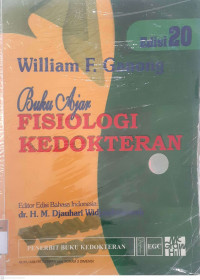 Edisi 20
William F. Ganong
Buku Ajar
FISIOLOGI
KEDOKTERAN
Editor Edisi Bahasa Indonesia
dr. H. M. Djauhari
PENERBIT BUKU KEDOKTERAN
EGC